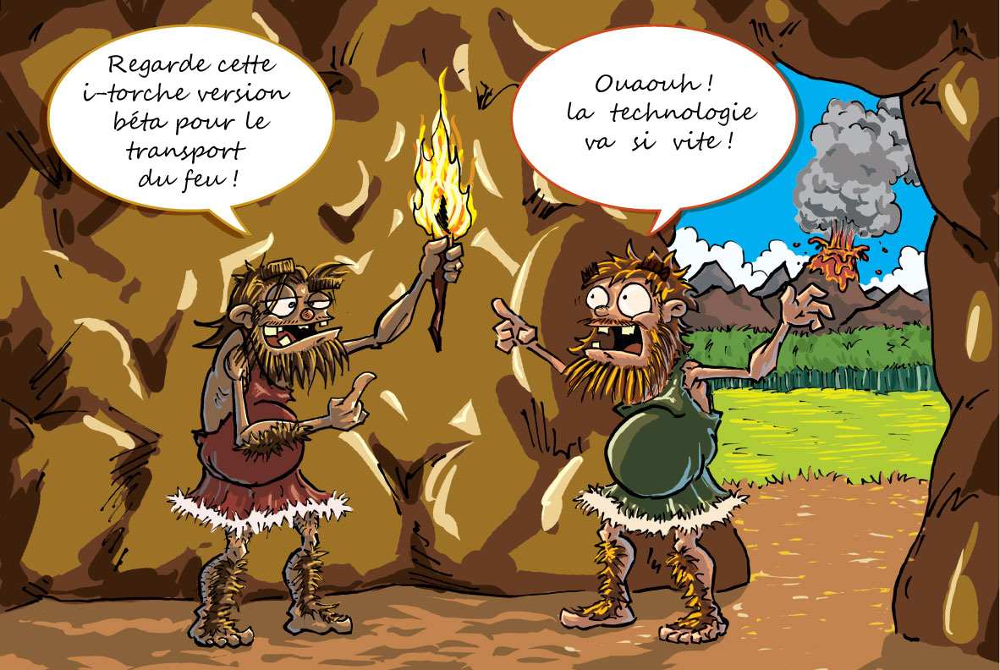 Regarde cette
i-torche version
béta pour le
transport
du feu !
Ouaouh !
la technologie
va si vite !